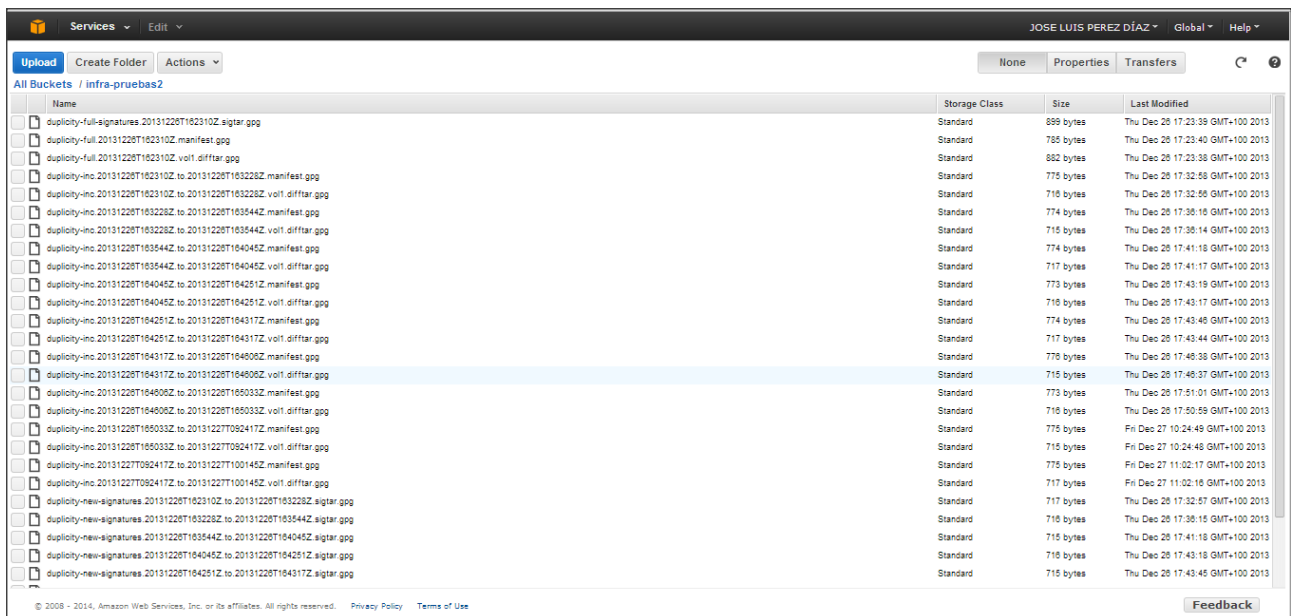 Services Edit JOSE LUIS PEREZ DÍAZ Global Help
Upload Create Folder Actions None Properties Transfers
All Buckets / infra-pruebas2
Name Storage Class Size Last Modified
duplicity-full-signatures.20131226T162310Z.sigtar.gpg Standard 899 bytes Thu Dec 26 17:23:39 GMT+100 2013
duplicity-full.20131226T162310Z.manifest.gpg Standard 785 bytes Thu Dec 26 17:23:40 GMT+100 2013
duplicity-full.20131226T162310Z.vol1.difftar.gpg Standard 882 bytes Thu Dec 26 17:23:38 GMT+100 2013
duplicity-inc.20131226T162310Z.to.20131226T163228Z.manifest.gpg Standard 775 bytes Thu Dec 26 17:32:58 GMT+100 2013
duplicity-inc.20131226T162310Z.to.20131226T163228Z.vol1.difftar.gpg Standard 716 bytes Thu Dec 26 17:32:56 GMT+100 2013
duplicity-inc.20131226T163228Z.to.20131226T163544Z.manifest.gpg Standard 774 bytes Thu Dec 26 17:36:16 GMT+100 2013
duplicity-inc.20131226T163228Z.to.20131226T163544Z.vol1.difftar.gpg Standard 715 bytes Thu Dec 26 17:36:14 GMT+100 2013
duplicity-inc.20131226T163544Z.to.20131226T164045Z.manifest.gpg Standard 774 bytes Thu Dec 26 17:41:18 GMT+100 2013
duplicity-inc.20131226T163544Z.to.20131226T164045Z.vol1.difftar.gpg Standard 717 bytes Thu Dec 26 17:41:17 GMT+100 2013
duplicity-inc.20131226T164045Z.to.20131226T164251Z.manifest.gpg Standard 773 bytes Thu Dec 26 17:43:19 GMT+100 2013
duplicity-inc.20131226T164045Z.to.20131226T164251Z.vol1.difftar.gpg Standard 716 bytes Thu Dec 26 17:43:17 GMT+100 2013
duplicity-inc.20131226T164251Z.to.20131226T164317Z.manifest.gpg Standard 774 bytes Thu Dec 26 17:43:46 GMT+100 2013
duplicity-inc.20131226T164251Z.to.20131226T164317Z.vol1.difftar.gpg Standard 717 bytes Thu Dec 26 17:43:44 GMT+100 2013
duplicity-inc.20131226T164317Z.to.20131226T164606Z.manifest.gpg Standard 776 bytes Thu Dec 26 17:46:38 GMT+100 2013
duplicity-inc.20131226T164317Z.to.20131226T164606Z.vol1.difftar.gpg Standard 715 bytes Thu Dec 26 17:46:37 GMT+100 2013
duplicity-inc.20131226T164606Z.to.20131226T165033Z.manifest.gpg Standard 773 bytes Thu Dec 26 17:51:01 GMT+100 2013
duplicity-inc.20131226T164606Z.to.20131226T165033Z.vol1.difftar.gpg Standard 716 bytes Thu Dec 26 17:50:59 GMT+100 2013
duplicity-inc.20131226T165033Z.to.20131227T092417Z.manifest.gpg Standard 775 bytes Fri Dec 27 10:24:49 GMT+100 2013
duplicity-inc.20131226T165033Z.to.20131227T092417Z.vol1.difftar.gpg Standard 715 bytes Fri Dec 27 10:24:48 GMT+100 2013
duplicity-inc.20131227T092417Z.to.20131227T100145Z.manifest.gpg Standard 775 bytes Fri Dec 27 11:02:17 GMT+100 2013
duplicity-inc.20131227T092417Z.to.20131227T100145Z.vol1.difftar.gpg Standard 717 bytes Fri Dec 27 11:02:16 GMT+100 2013
duplicity-new-signatures.20131226T162310Z.to.20131226T163228Z.sigtar.gpg Standard 717 bytes Thu Dec 26 17:32:57 GMT+100 2013
duplicity-new-signatures.20131226T163228Z.to.20131226T163544Z.sigtar.gpg Standard 716 bytes Thu Dec 26 17:36:15 GMT+100 2013
duplicity-new-signatures.20131226T163544Z.to.20131226T164045Z.sigtar.gpg Standard 715 bytes Thu Dec 26 17:41:18 GMT+100 2013
duplicity-new-signatures.20131226T164045Z.to.20131226T164251Z.sigtar.gpg Standard 716 bytes Thu Dec 26 17:43:18 GMT+100 2013
duplicity-new-signatures.20131226T164251Z.to.20131226T164317Z.sigtar.gpg Standard 715 bytes Thu Dec 26 17:43:45 GMT+100 2013
© 2008 - 2014, Amazon Web Services, Inc. or its affiliates. All rights reserved. Privacy Policy Terms of Use Feedback